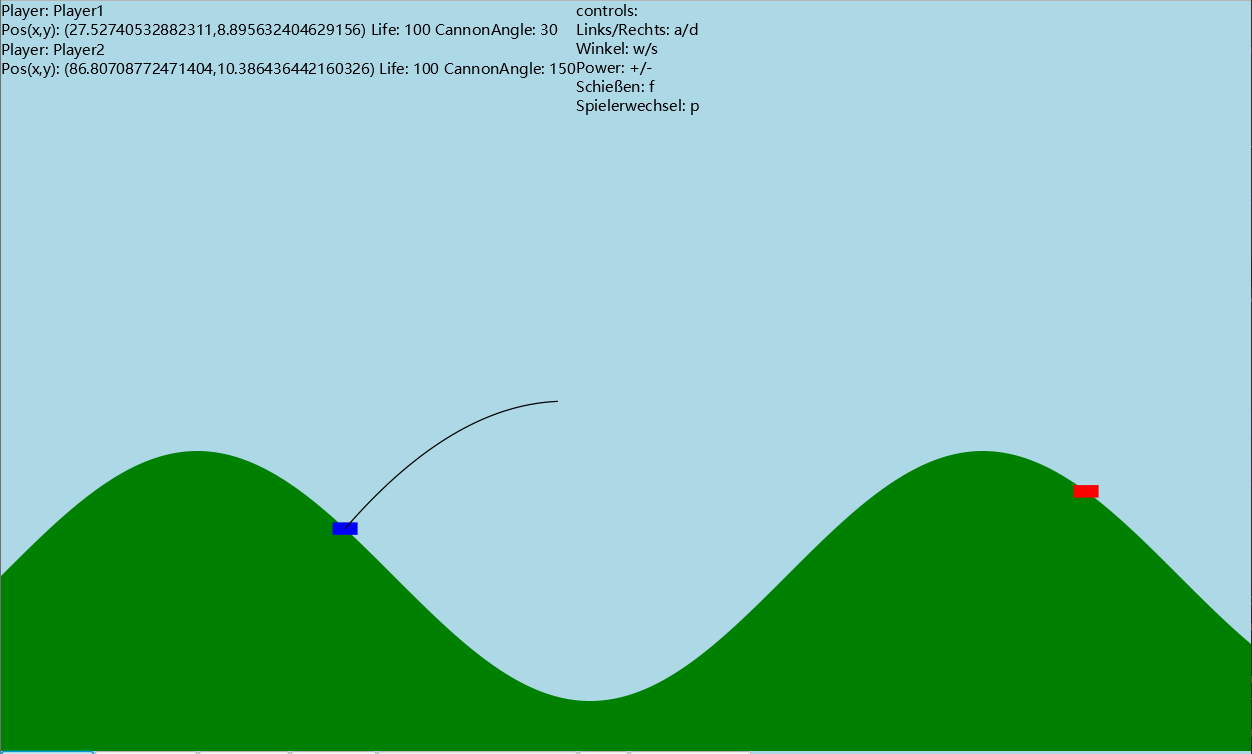 Player: Player1
Pos(x,y): (27.52740532882311,8.895632404629156) Life: 100 CannonAngle: 30
Player: Player2
Pos(x,y): (86.80708772471404,10.386436442160326) Life: 100 CannonAngle: 150
controls:
Links/Rechts: a/d
Winkel: w/s
Power: +/-
Schießen: f
Spielerwechsel: p